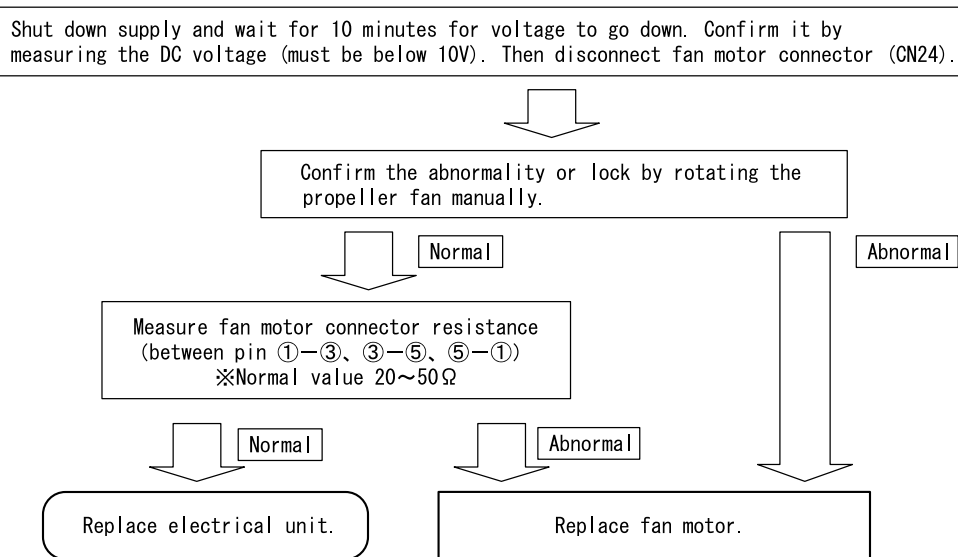 Shut down supply and wait for 10 minutes for voltage to go down. Confirm it by
measuring the DC voltage (must be below 10V). Then disconnect fan motor connector (CN24).
Confirm the abnormality or lock by rotating the
propeller fan manually.
Normal
Abnormal
Measure fan motor connector resistance
(between pin ①－③、③－⑤、⑤－①)
※Normal value 20～50Ω
Normal
Abnormal
Replace electrical unit.
Replace fan motor.